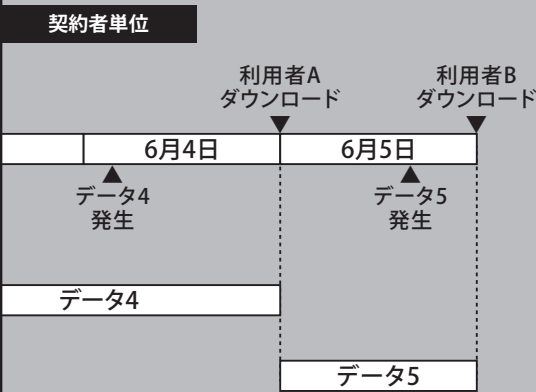 契約者単位
利用者A
ダウンロード
利用者B
ダウンロード
6月4日
6月5日
データ4
発生
データ5
発生
データ4
データ5